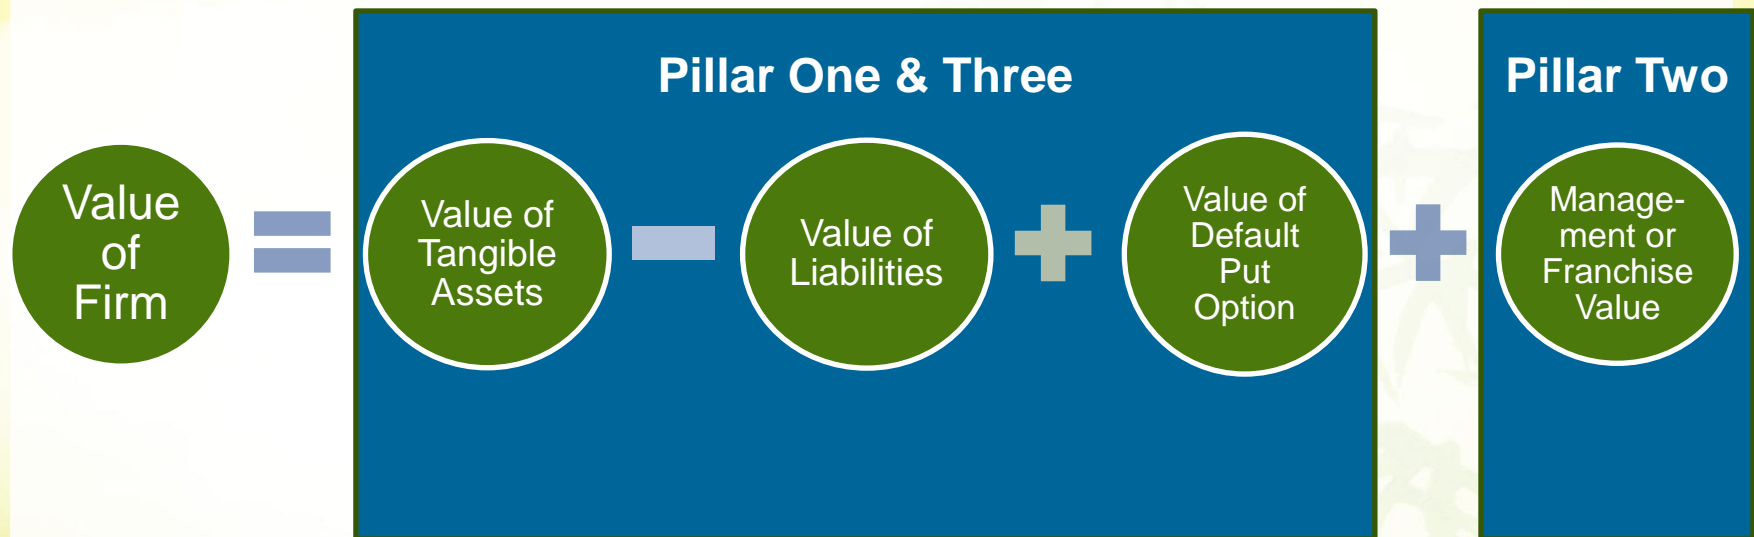 Pillar One & Three
Pillar Two
Value
of
Firm
Value of
Tangible
Assets
Value of
Liabilities
Value of
Default
Put
Option
Manage-
ment or
Franchise
Value